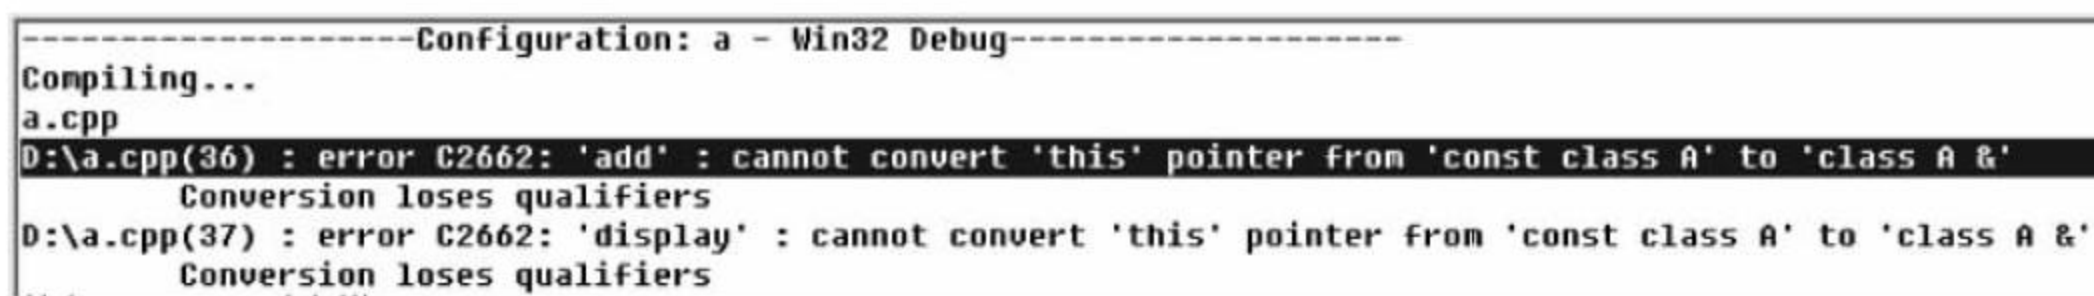 --------------------Configuration: a - Win32 Debug--------------------
Compiling...
a.cpp
D:\a.cpp(36) : error C2662: 'add' : cannot convert 'this' pointer from 'const class A' to 'class A &'
        Conversion loses qualifiers
D:\a.cpp(37) : error C2662: 'display' : cannot convert 'this' pointer from 'const class A' to 'class A &'
        Conversion loses qualifiers